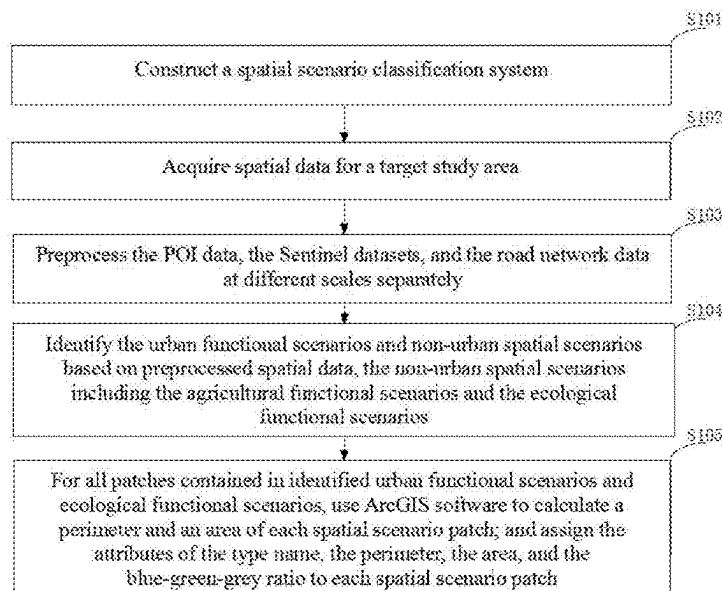 S101
Construct a spatial scenario classification system
S102
Acquire spatial data for a target study area
S103
Preprocess the POI data, the Sentinel datasets, and the road network data
at different scales separately
S104
Identify the urban functional scenarios and non-urban spatial scenarios
based on preprocessed spatial data, the non-urban spatial scenarios
including the agricultural functional scenarios and the ecological
functional scenarios
S105
For all patches contained in identified urban functional scenarios and
ecological functional scenarios, use ArcGIS software to calculate a
perimeter and an area of each spatial scenario patch; and assign the
attributes of the type name, the perimeter, the area, and the
blue-green-grey ratio to each spatial scenario patch